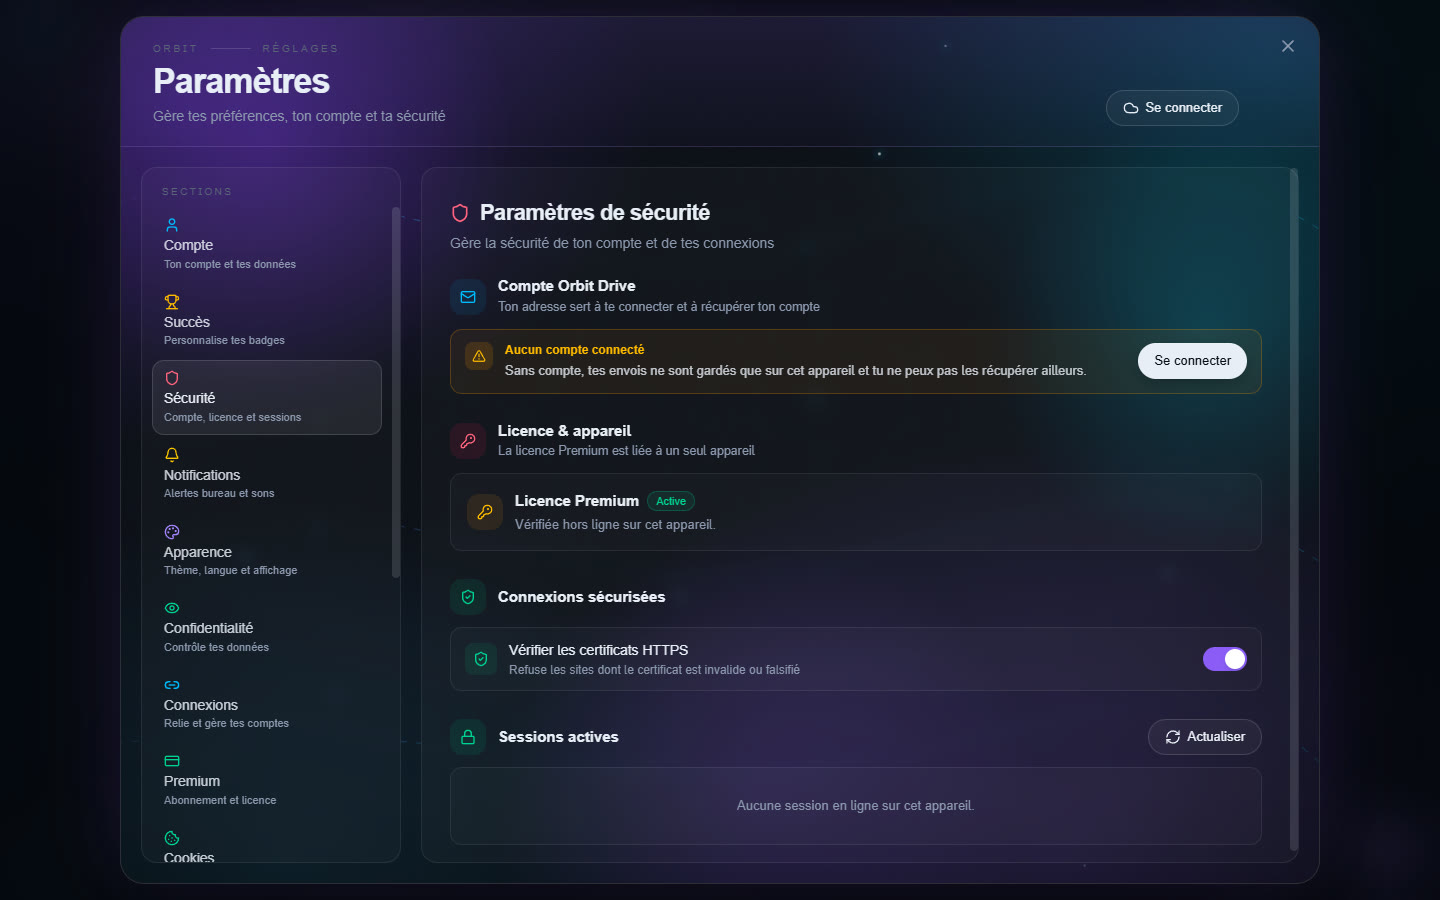 ORBIT RÉGLAGES
Paramètres
Gère tes préférences, ton compte et ta sécurité
Se connecter
SECTIONS
Compte
Ton compte et tes données
Succès
Personnalise tes badges
Sécurité
Compte, licence et sessions
Notifications
Alertes bureau et sons
Apparence
Thème, langue et affichage
Confidentialité
Contrôle tes données
Connexions
Relie et gère tes comptes
Premium
Abonnement et licence
Cookies
Paramètres de sécurité
Gère la sécurité de ton compte et de tes connexions
Compte Orbit Drive
Ton adresse sert à te connecter et à récupérer ton compte
Aucun compte connecté
Sans compte, tes envois ne sont gardés que sur cet appareil et tu ne peux pas les récupérer ailleurs.
Se connecter
Licence & appareil
La licence Premium est liée à un seul appareil
Licence Premium Active
Vérifiée hors ligne sur cet appareil.
Connexions sécurisées
Vérifier les certificats HTTPS
Refuse les sites dont le certificat est invalide ou falsifié
Sessions actives
Actualiser
Aucune session en ligne sur cet appareil.